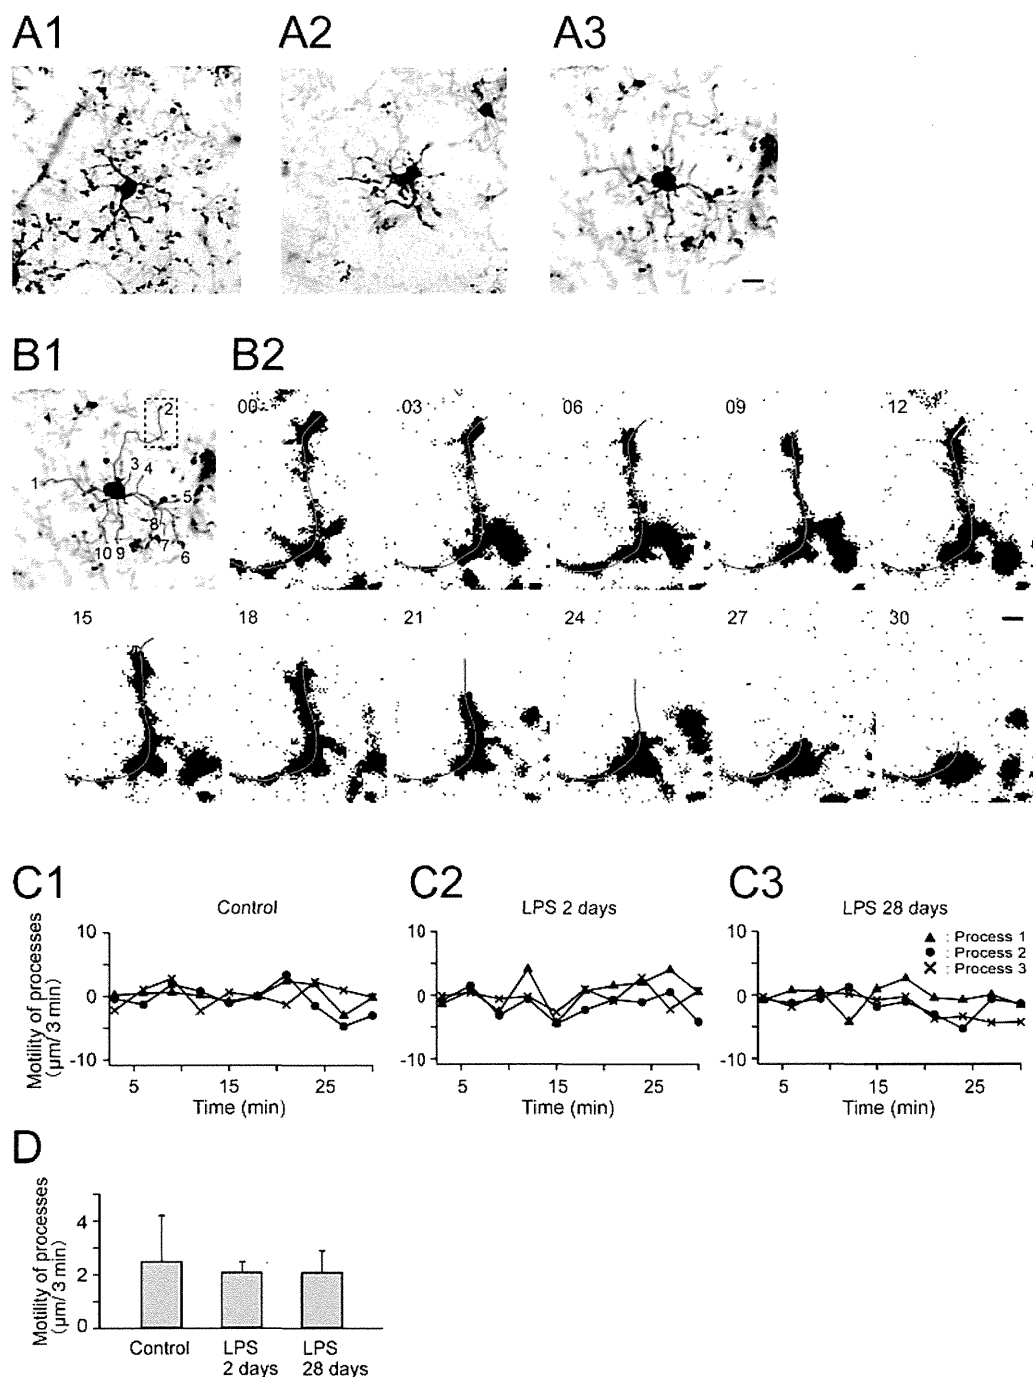 A1 A2 A3
B1 B2
1 2 3 4 5 6 7 8 9 10
00 03 06 09 12
15 18 21 24 27 30
C1 C2 C3
Control LPS 2 days LPS 28 days
Motility of processes
(μm/ 3 min)
10 0 -10
10 0 -10
10 0 -10
▲ : Process 1
● : Process 2
× : Process 3
5 15 25 5 15 25 5 15 25
Time (min) Time (min) Time (min)
D
Motility of processes
(μm/ 3 min)
4
2
0
Control LPS LPS
2 days 28 days